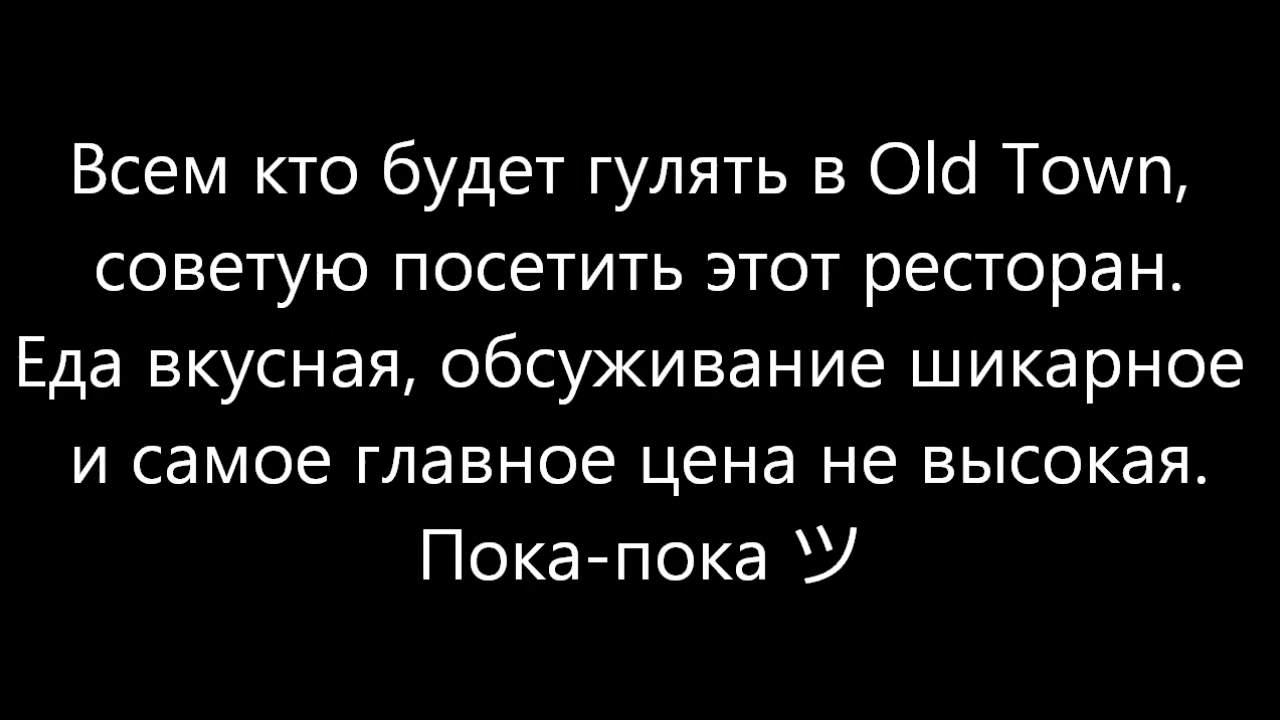 Всем кто будет гулять в Old Town,
советую посетить этот ресторан.
Еда вкусная, обсуживание шикарное
и самое главное цена не высокая.
Пока-пока ツ